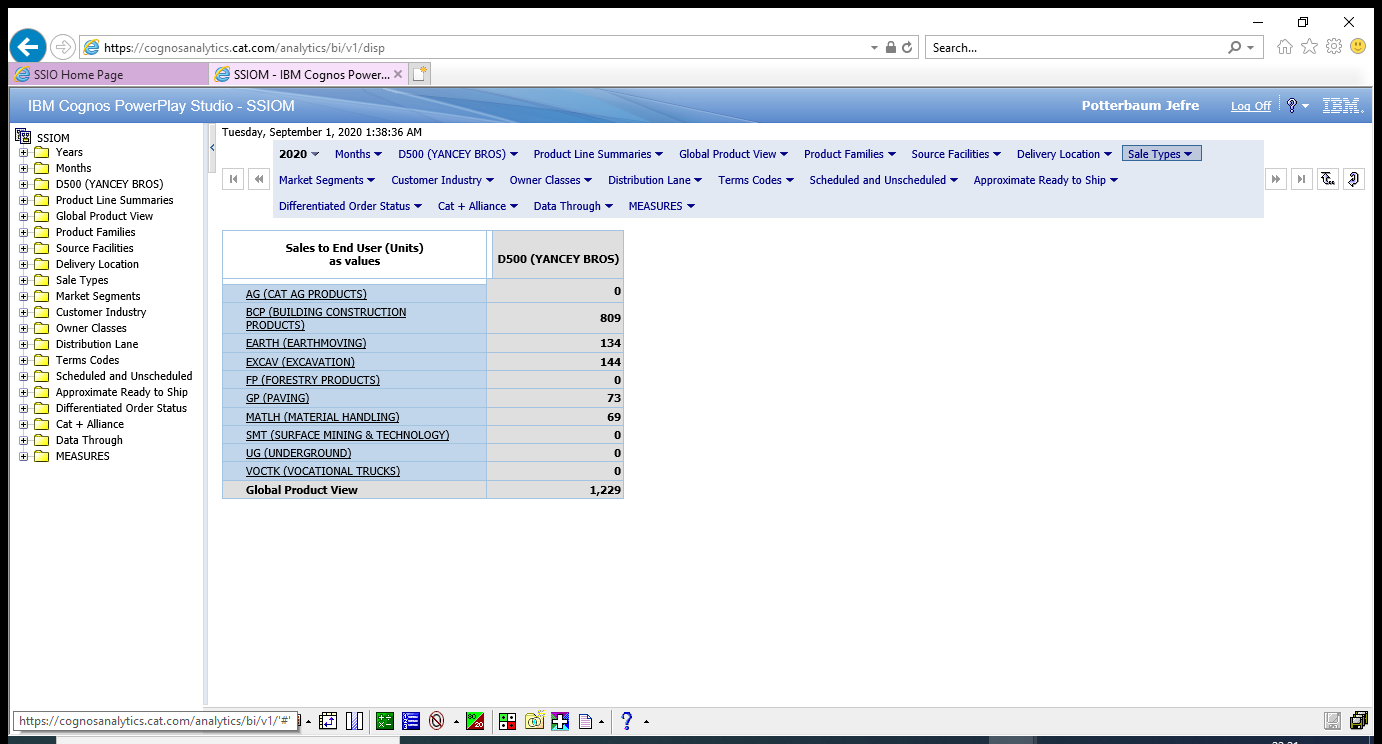 https://cognosanalytics.cat.com/analytics/bi/v1/disp
Search...
SSIO Home Page
SSIOM - IBM Cognos Power...
IBM Cognos PowerPlay Studio - SSIOM
Potterbaum Jefre
Log Off
IBM.
SSIOM
Years
Months
D500 (YANCEY BROS)
Product Line Summaries
Global Product View
Product Families
Source Facilities
Delivery Location
Sale Types
Market Segments
Customer Industry
Owner Classes
Distribution Lane
Terms Codes
Scheduled and Unscheduled
Approximate Ready to Ship
Differentiated Order Status
Cat + Alliance
Data Through
MEASURES
Tuesday, September 1, 2020 1:38:36 AM
2020 Months D500 (YANCEY BROS) Product Line Summaries Global Product View Product Families Source Facilities Delivery Location Sale Types
Market Segments Customer Industry Owner Classes Distribution Lane Terms Codes Scheduled and Unscheduled Approximate Ready to Ship
Differentiated Order Status Cat + Alliance Data Through MEASURES
Sales to End User (Units)
as values
D500 (YANCEY BROS)
AG (CAT AG PRODUCTS) 0
BCP (BUILDING CONSTRUCTION
PRODUCTS) 809
EARTH (EARTHMOVING) 134
EXCAV (EXCAVATION) 144
FP (FORESTRY PRODUCTS) 0
GP (PAVING) 73
MATLH (MATERIAL HANDLING) 69
SMT (SURFACE MINING & TECHNOLOGY) 0
UG (UNDERGROUND) 0
VOCTK (VOCATIONAL TRUCKS) 0
Global Product View 1,229
https://cognosanalytics.cat.com/analytics/bi/v1/'#'
80
20